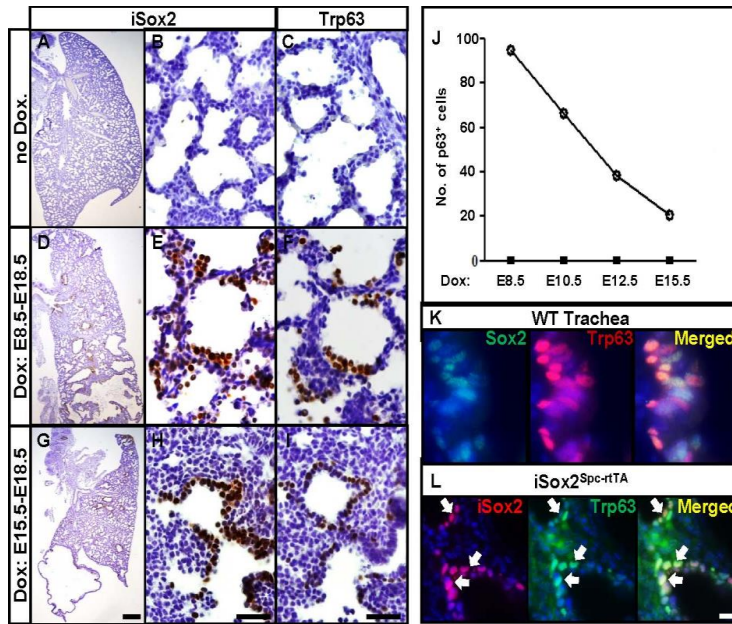 iSox2 Trp63
no Dox.
A B C
Dox: E8.5-E18.5
D E F
Dox: E15.5-E18.5
G H I
J
No. of p63⁺ cells
100
80
60
40
20
0
Dox: E8.5 E10.5 E12.5 E15.5
K WT Trachea
Sox2 Trp63 Merged
L iSox2ˢᵖᶜ⁻ʳᵗᵀᴬ
iSox2 Trp63 Merged